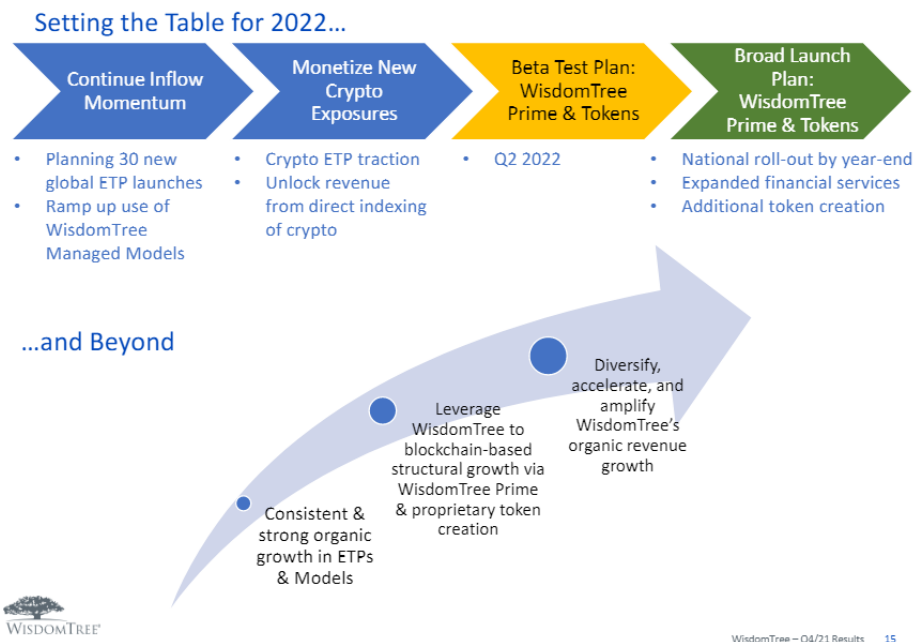 Setting the Table for 2022...
Continue Inflow
Momentum
Monetize New
Crypto
Exposures
Beta Test Plan:
WisdomTree
Prime & Tokens
Broad Launch
Plan:
WisdomTree
Prime & Tokens
• Planning 30 new
global ETP launches
• Ramp up use of
WisdomTree
Managed Models
• Crypto ETP traction
• Unlock revenue
from direct indexing
of crypto
• Q2 2022
• National roll-out by year-end
• Expanded financial services
• Additional token creation
...and Beyond
Consistent &
strong organic
growth in ETPs
& Models
Leverage
WisdomTree to
blockchain-based
structural growth via
WisdomTree Prime
& proprietary token
creation
Diversify,
accelerate, and
amplify
WisdomTree's
organic revenue
growth
WISDOMTREE®
WisdomTree – Q4/21 Results 15